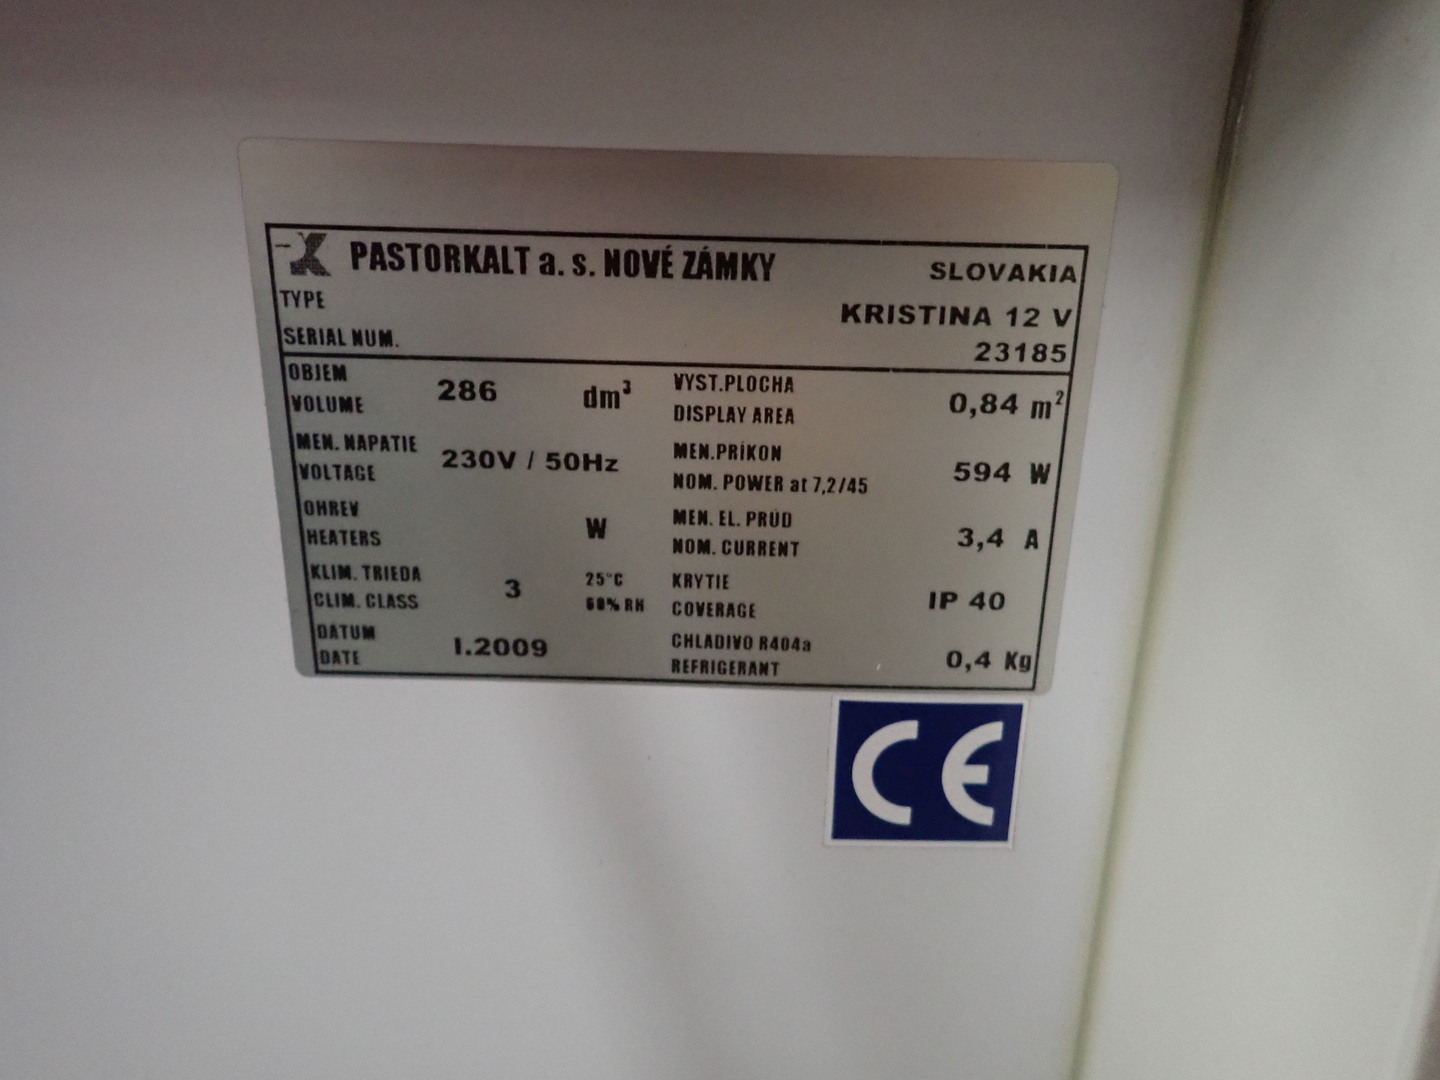 PASTORKALT a. s. NOVÉ ZÁMKY SLOVAKIA
TYPE KRISTINA 12 V
SERIAL NUM. 23185
OBJEM
VOLUME 286 dm³
VYST.PLOCHA
DISPLAY AREA 0,84 m²
MEN. NAPATIE
VOLTAGE 230V / 50Hz
MEN.PRÍKON
NOM. POWER at 7,2/45 594 W
OHREV
HEATERS W
MEN. EL. PRÚD
NOM. CURRENT 3,4 A
KLIM. TRIEDA
CLIM. CLASS 3
25°C
60% RH
KRYTIE
COVERAGE IP 40
DATUM
DATE I.2009
CHLADIVO R404a
REFRIGERANT 0,4 Kg
CE